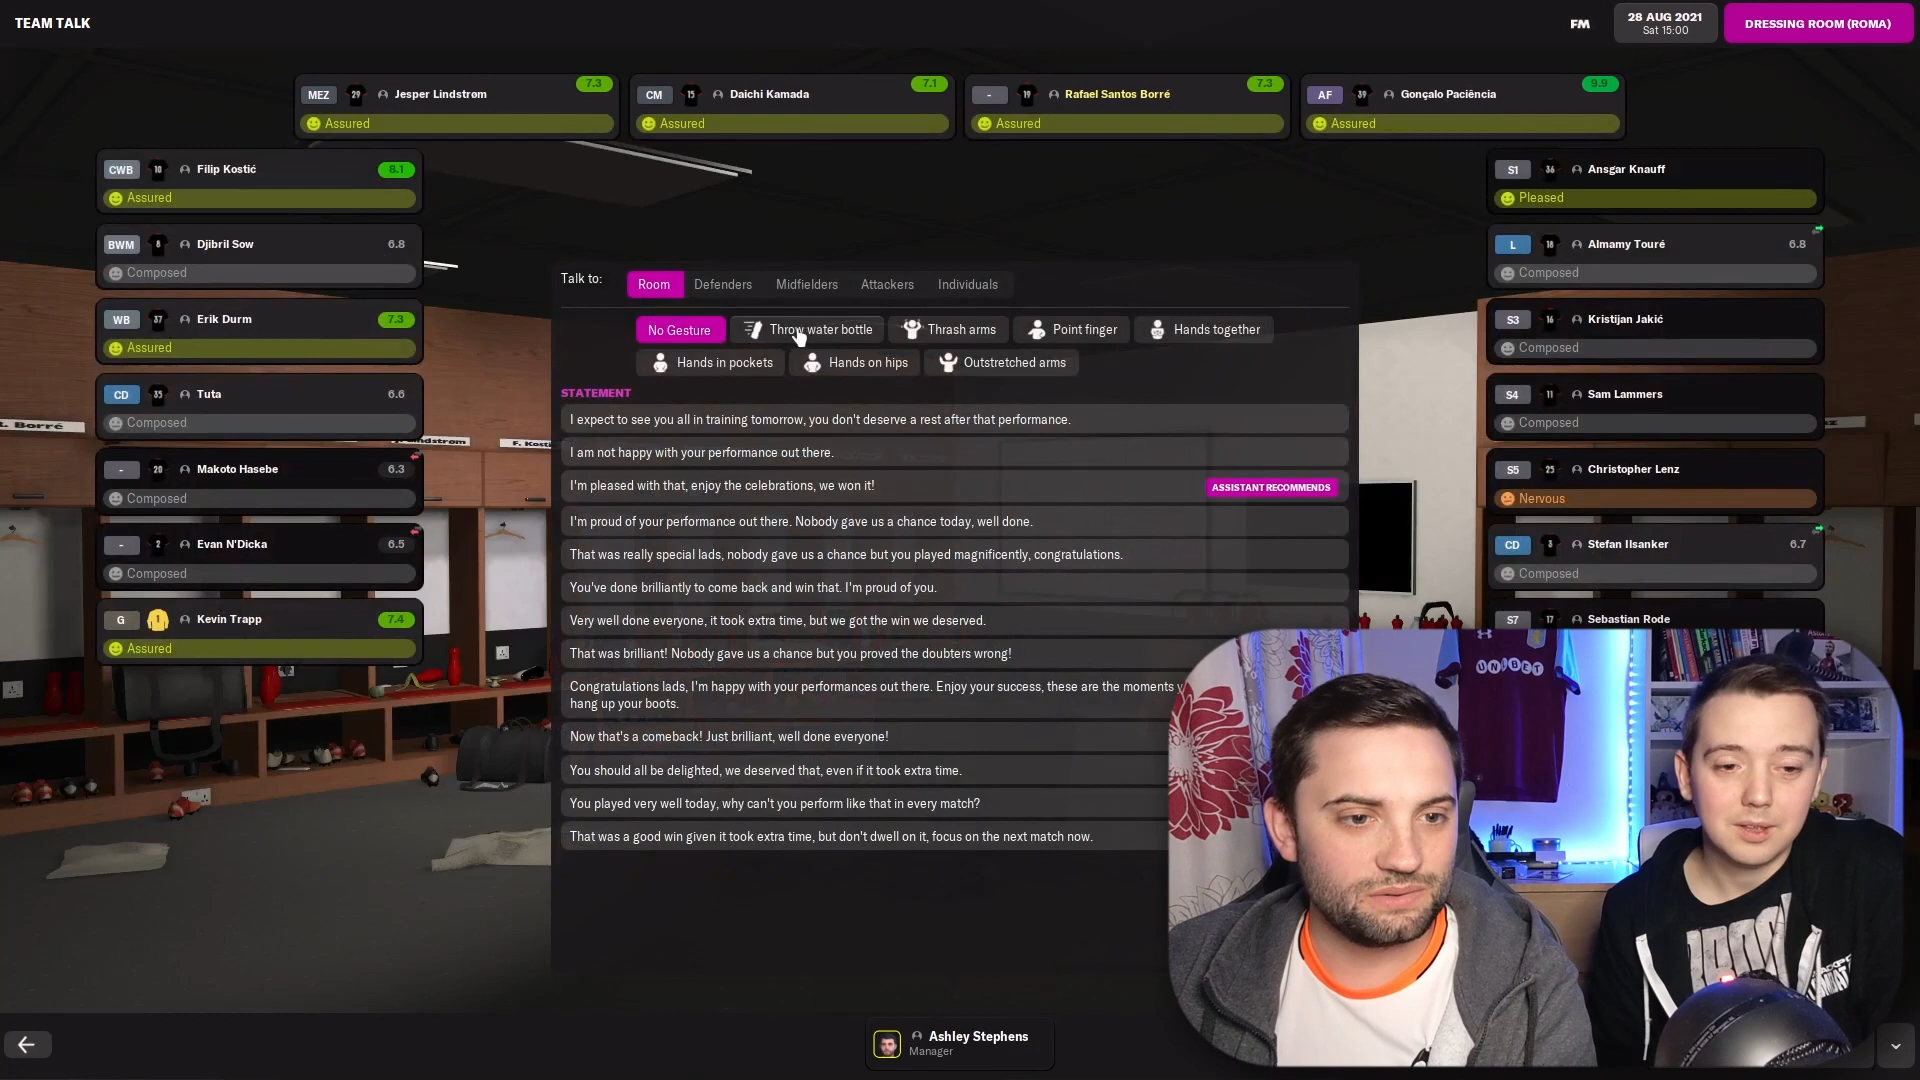 TEAM TALK
FM
28 AUG 2021
Sat 15:00
DRESSING ROOM (ROMA)
MEZ 29 Jesper Lindstrøm 7.3
Assured
CM 15 Daichi Kamada 7.1
Assured
- 19 Rafael Santos Borré 7.3
Assured
AF 39 Gonçalo Paciência 9.9
Assured
CWB 10 Filip Kostić 8.1
Assured
BWM 8 Djibril Sow 6.8
Composed
WB 37 Erik Durm 7.3
Assured
CD 35 Tuta 6.6
Composed
- 20 Makoto Hasebe 6.3
Composed
- 2 Evan N'Dicka 6.5
Composed
G 1 Kevin Trapp 7.4
Assured
Talk to: Room Defenders Midfielders Attackers Individuals
No Gesture Throw water bottle Thrash arms Point finger Hands together
Hands in pockets Hands on hips Outstretched arms
STATEMENT
I expect to see you all in training tomorrow, you don't deserve a rest after that performance.
I am not happy with your performance out there.
I'm pleased with that, enjoy the celebrations, we won it! ASSISTANT RECOMMENDS
I'm proud of your performance out there. Nobody gave us a chance today, well done.
That was really special lads, nobody gave us a chance but you played magnificently, congratulations.
You've done brilliantly to come back and win that. I'm proud of you.
Very well done everyone, it took extra time, but we got the win we deserved.
That was brilliant! Nobody gave us a chance but you proved the doubters wrong!
Congratulations lads, I'm happy with your performances out there. Enjoy your success, these are the moments
hang up your boots.
Now that's a comeback! Just brilliant, well done everyone!
You should all be delighted, we deserved that, even if it took extra time.
You played very well today, why can't you perform like that in every match?
That was a good win given it took extra time, but don't dwell on it, focus on the next match now.
S1 36 Ansgar Knauff
Pleased
L 18 Almamy Touré 6.8
Composed
S3 16 Kristijan Jakić
Composed
S4 11 Sam Lammers
Composed
S5 25 Christopher Lenz
Nervous
CD 3 Stefan Ilsanker 6.7
Composed
S7 17 Sebastian Rode
Borré
UNIBET
Ashley Stephens
Manager